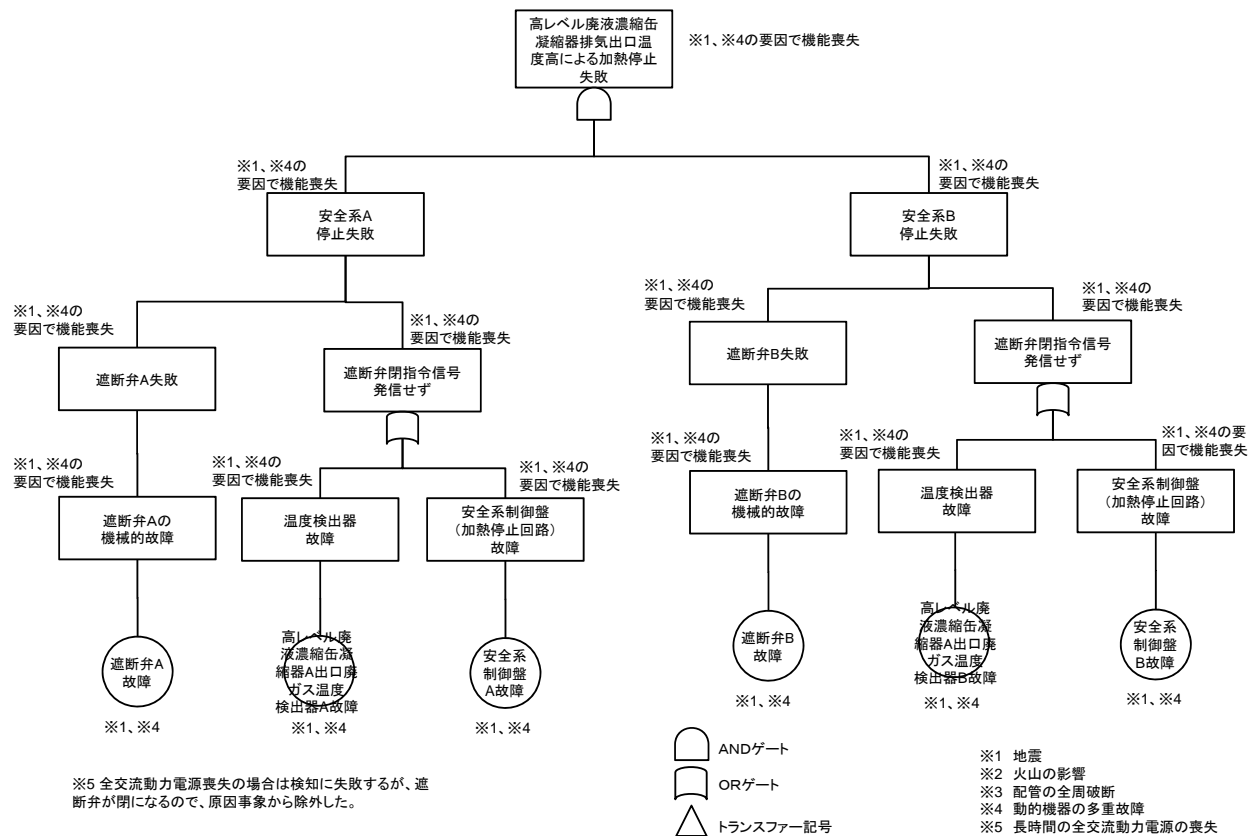 高レベル廃液濃縮缶
凝縮器排気出口温
度高による加熱停止
失敗
※1、※4の要因で機能喪失
※1、※4の
要因で機能喪失
※1、※4の
要因で機能喪失
安全系A
停止失敗
安全系B
停止失敗
※1、※4の
要因で機能喪失
※1、※4の
要因で機能喪失
※1、※4の
要因で機能喪失
※1、※4の
要因で機能喪失
遮断弁A失敗
遮断弁閉指令信号
発信せず
遮断弁B失敗
遮断弁閉指令信号
発信せず
※1、※4の
要因で機能喪失
※1、※4の
要因で機能喪失
※1、※4の
要因で機能喪失
※1、※4の
要因で機能喪失
※1、※4の
要因で機能喪失
※1、※4の要
因で機能喪失
遮断弁Aの
機械的故障
温度検出器
故障
安全系制御盤
(加熱停止回路)
故障
遮断弁Bの
機械的故障
温度検出器
故障
安全系制御盤
(加熱停止回路)
故障
遮断弁A
故障
高レベル廃
液濃縮缶凝
縮器A出口廃
ガス温度
検出器A故障
安全系
制御盤
A故障
遮断弁B
故障
高レベル廃
液濃縮缶凝
縮器A出口廃
ガス温度
検出器B故障
安全系
制御盤
B故障
※1、※4
※1、※4
※1、※4
※1、※4
※1、※4
※1、※4
※5 全交流動力電源喪失の場合は検知に失敗するが、遮
断弁が閉になるので、原因事象から除外した。
ANDゲート
ORゲート
トランスファー記号
※1 地震
※2 火山の影響
※3 配管の全周破断
※4 動的機器の多重故障
※5 長時間の全交流動力電源の喪失